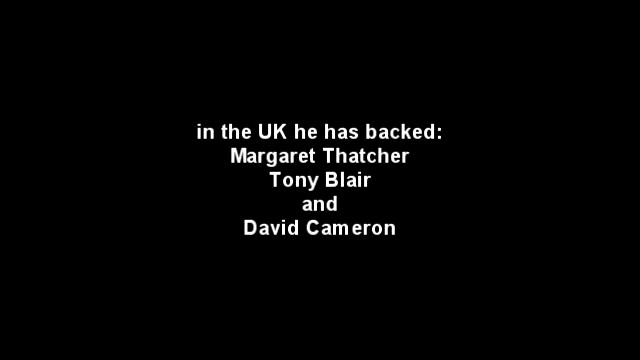 in the UK he has backed:
Margaret Thatcher
Tony Blair
and
David Cameron